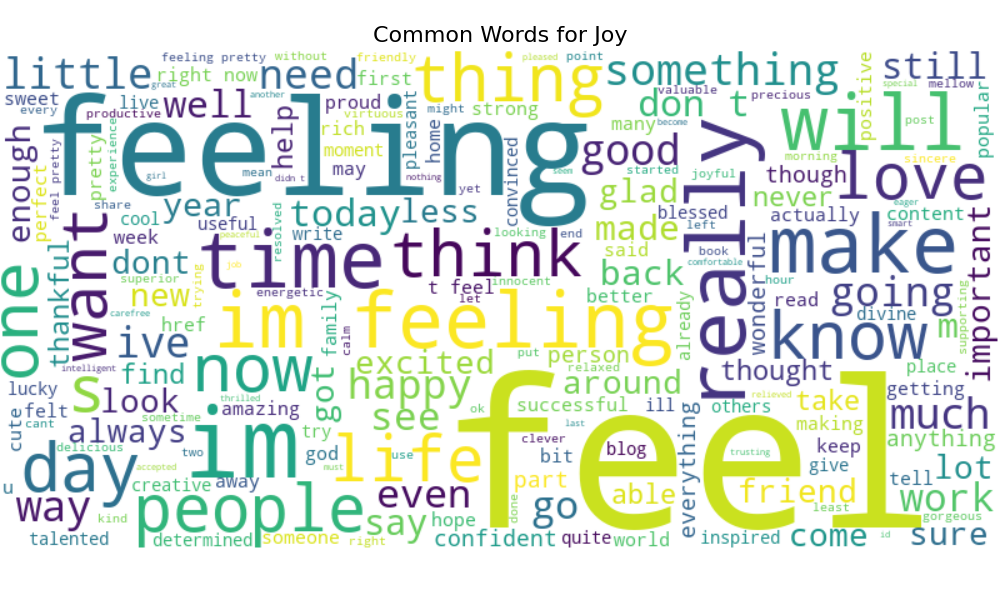 Common Words for Joy
feeling pretty without friendly pleased point
little right now need first thing something still
great special mellow
sweet every live well another proud might strong valuable precious
productive virtuous don t will positive post popular
feeling help rich many become
enough perfect feel pretty pretty experience moment pleasant home good really
girl mean didn t may nothing yet convinced seen started joyful morning sincere
though love
share year today less glad never eager
cool useful resolved write looking end made blessed left actually content smart
want week peaceful time think said book make important
one thankful dont superior trying job t feel innocent back comfortable wonderful hour going
new energetic let better read divine
carefree href im feeling family calm already know m supporting
ive put person thought place
intelligent find now got excited relaxed
lucky s look thrilled happy around relieved getting
cute felt cant sometime amazing see ok successful ill others take much
always im try life clever feel everything making anything
delicious two god use last bit blog trusting keep
day accepted must give tell lot
u creative away even part able friend work
way kind people say hope done go least gorgeous
talented determined someone right confident quite world inspired come id sure